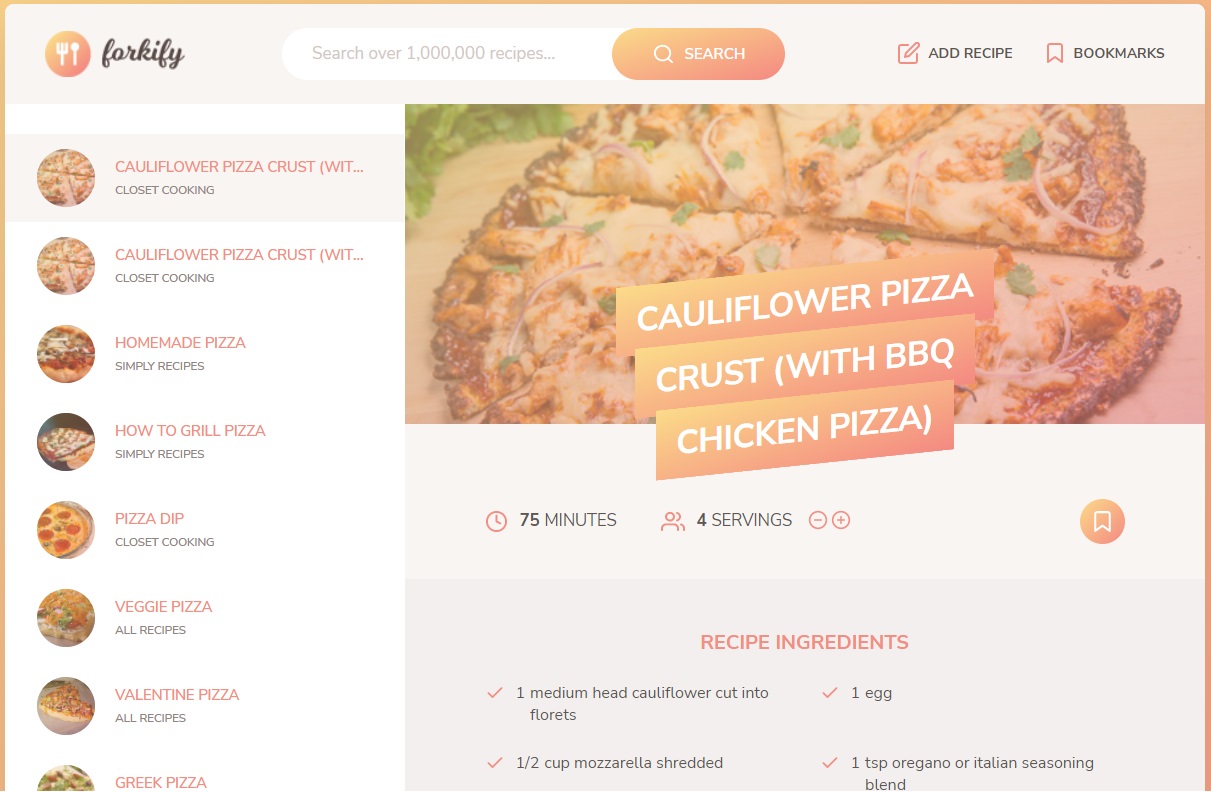 forkify
Search over 1,000,000 recipes...
SEARCH
ADD RECIPE
BOOKMARKS
CAULIFLOWER PIZZA CRUST (WIT...
CLOSET COOKING
CAULIFLOWER PIZZA CRUST (WIT...
CLOSET COOKING
HOMEMADE PIZZA
SIMPLY RECIPES
HOW TO GRILL PIZZA
SIMPLY RECIPES
PIZZA DIP
CLOSET COOKING
VEGGIE PIZZA
ALL RECIPES
VALENTINE PIZZA
ALL RECIPES
GREEK PIZZA
CAULIFLOWER PIZZA
CRUST (WITH BBQ
CHICKEN PIZZA)
75 MINUTES
4 SERVINGS
RECIPE INGREDIENTS
1 medium head cauliflower cut into
florets
1 egg
1/2 cup mozzarella shredded
1 tsp oregano or italian seasoning
blend